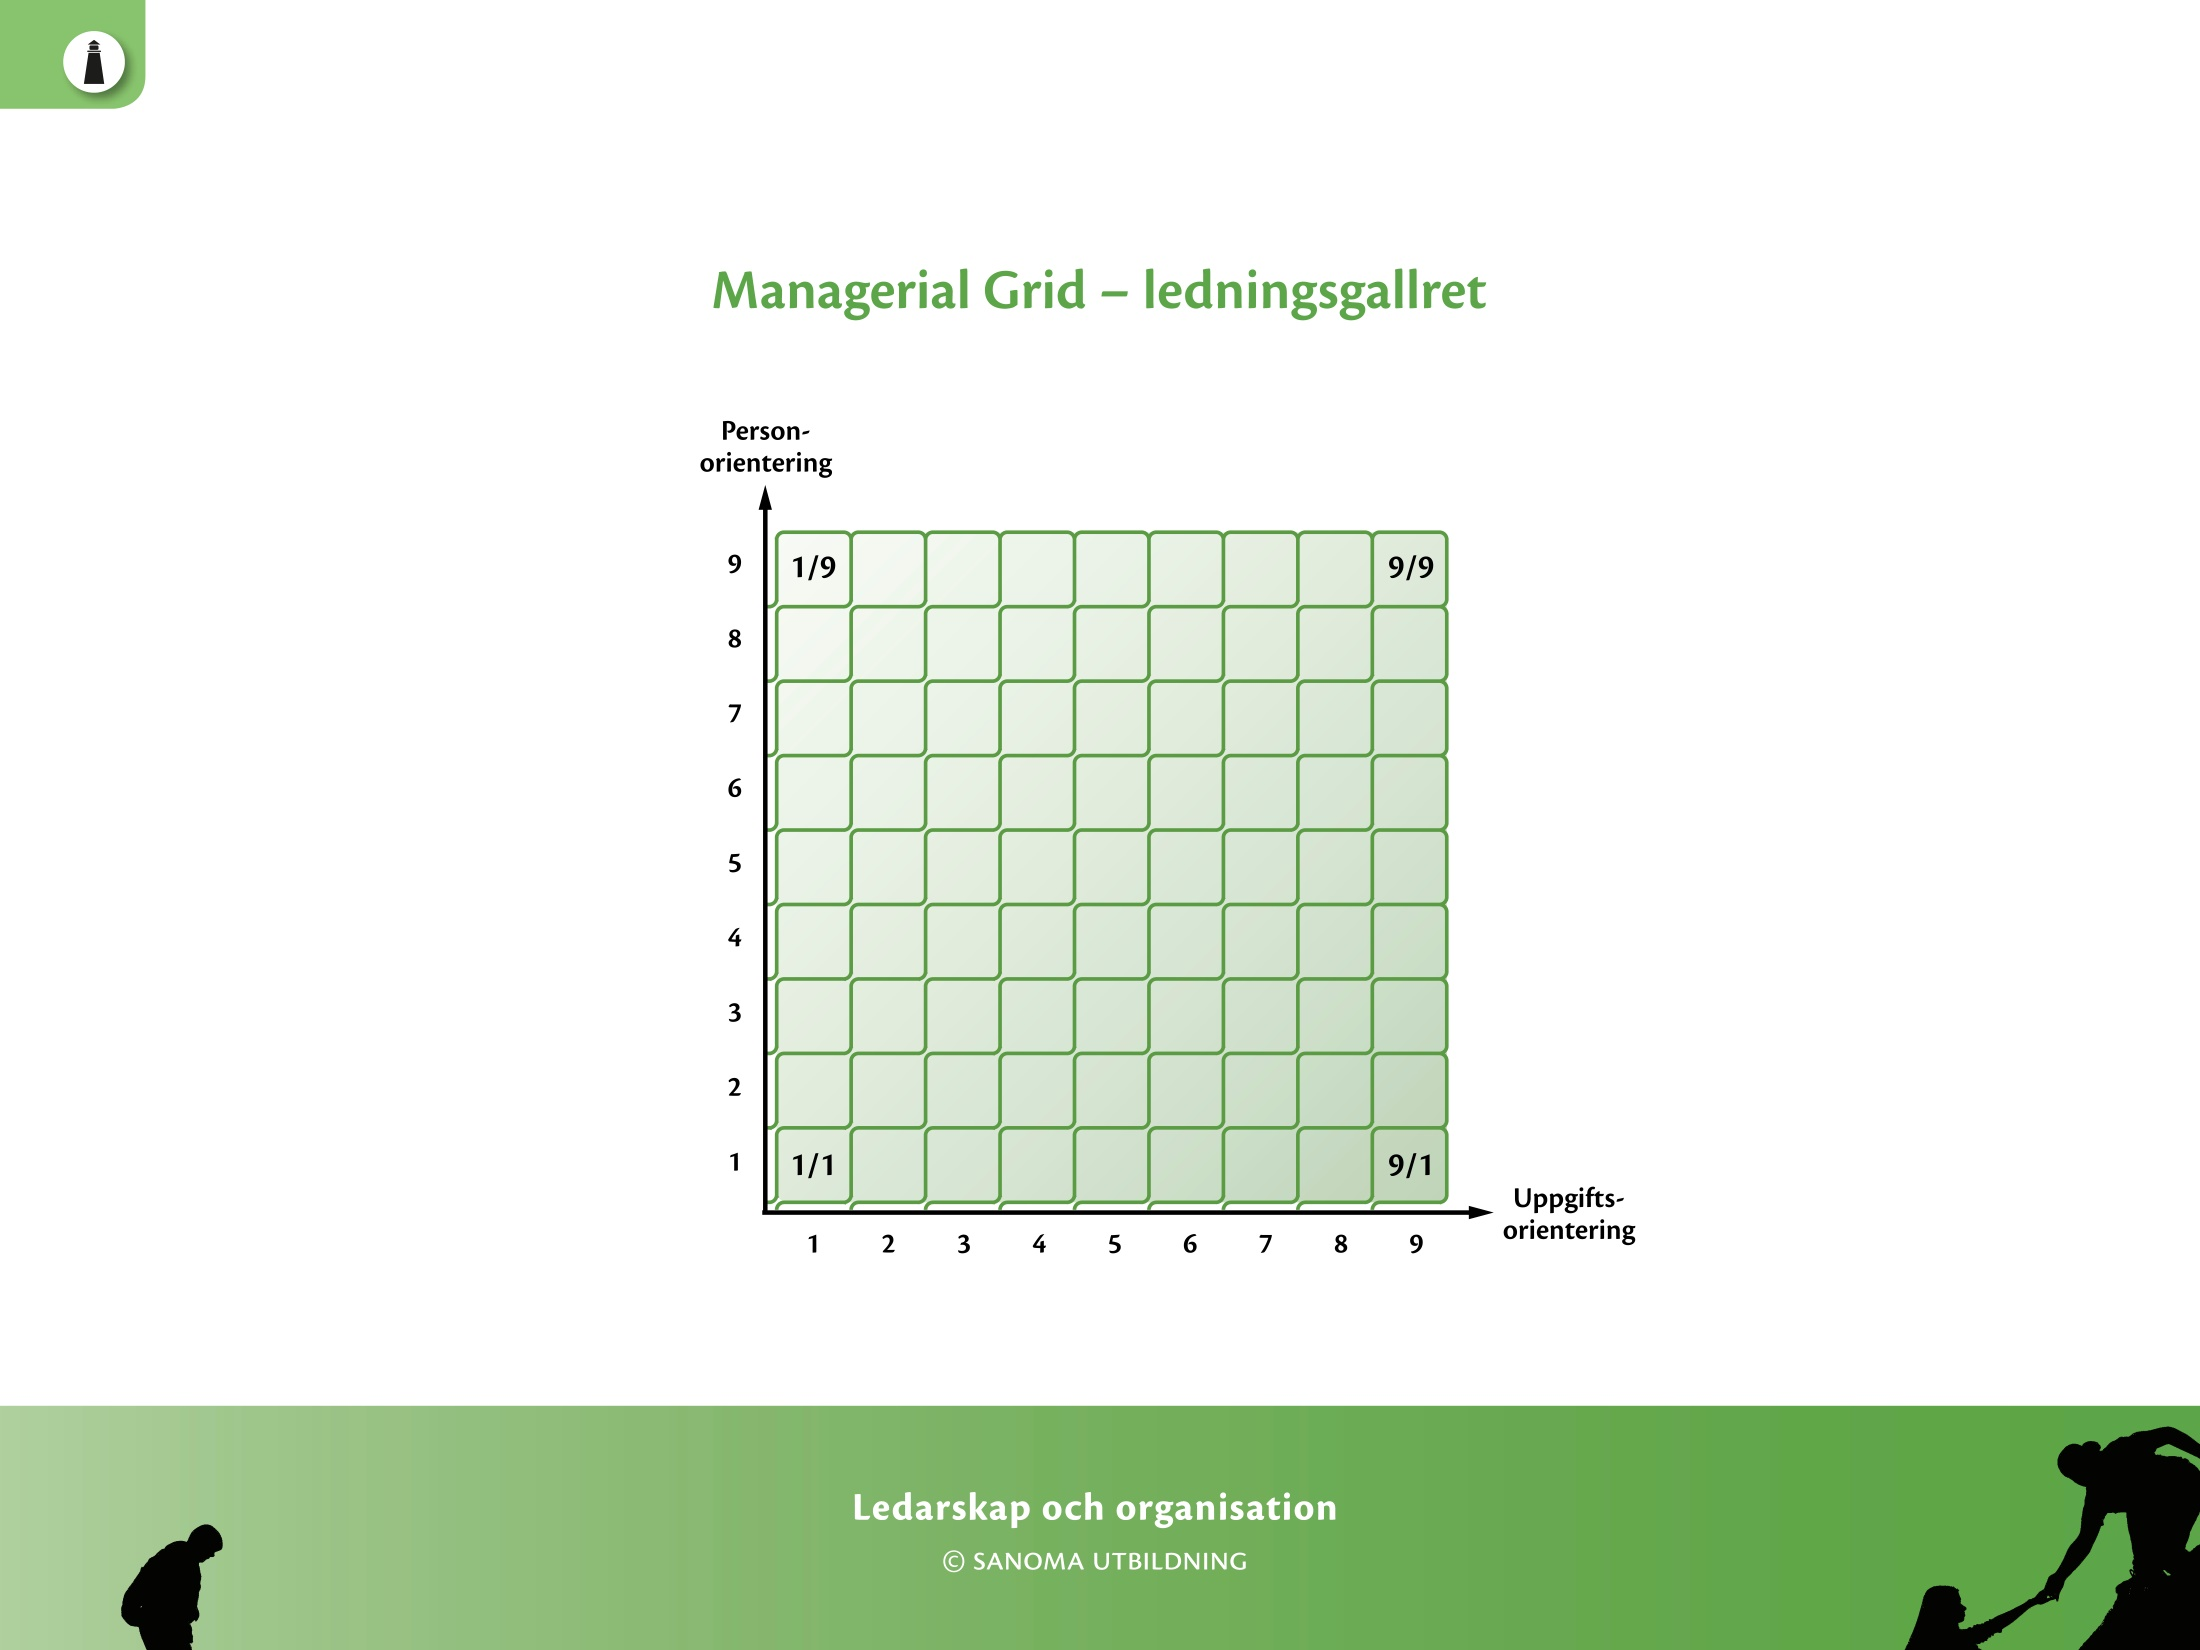 Managerial Grid – ledningsgallret
Person-
orientering
9
1/9
9/9
8
7
6
5
4
3
2
1
1/1
9/1
Uppgifts-
orientering
1 2 3 4 5 6 7 8 9
Ledarskap och organisation
© SANOMA UTBILDNING